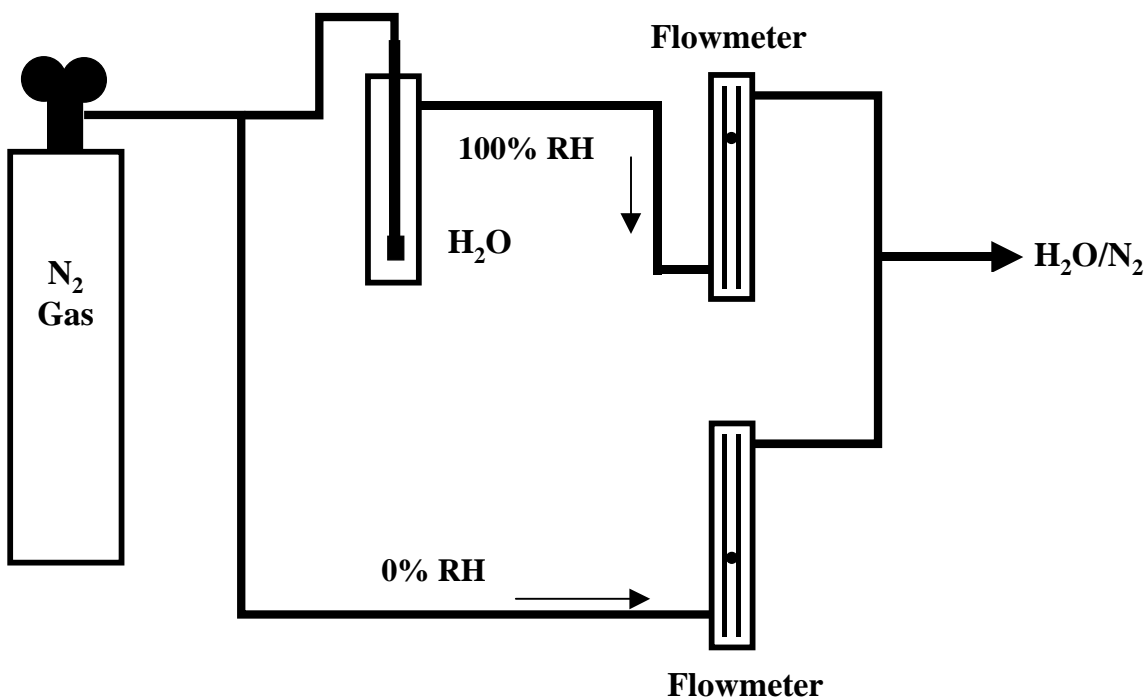 Flowmeter
100% RH
H₂O
N₂
Gas
H₂O/N₂
0% RH
Flowmeter